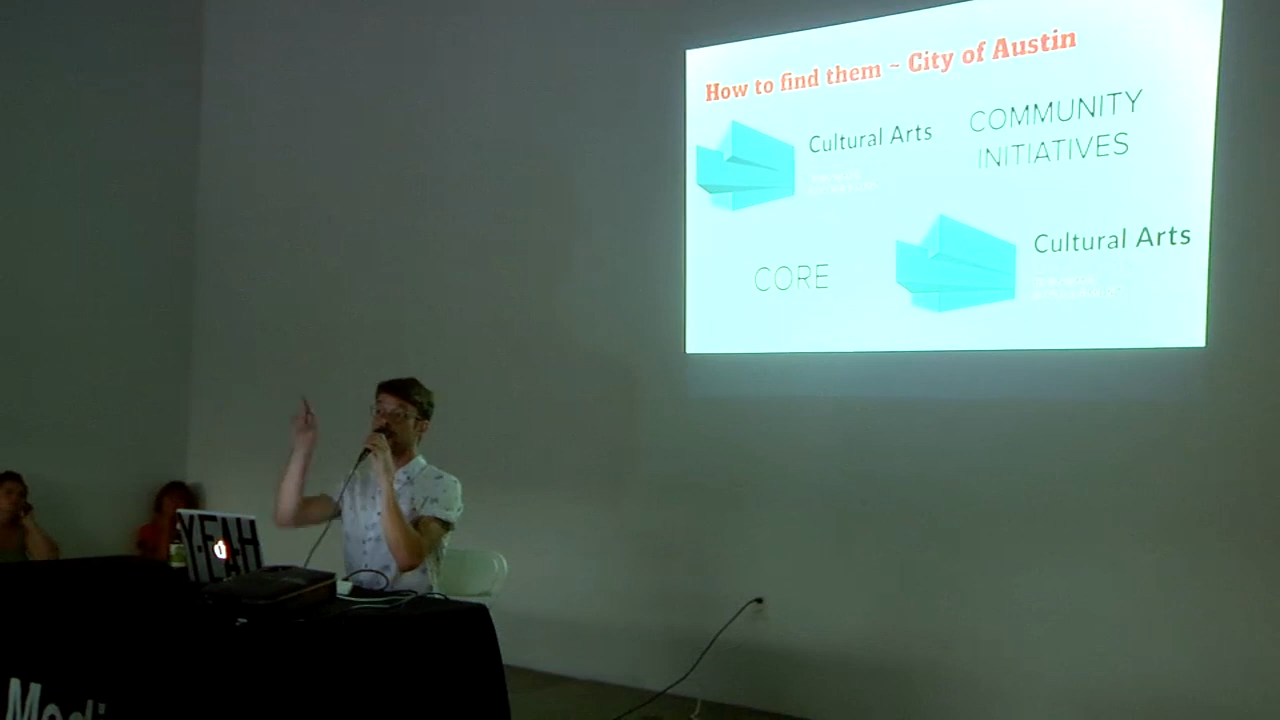 How to find them ~ City of Austin
Cultural Arts
COMMUNITY
INITIATIVES
CORE
Cultural Arts
YEAH